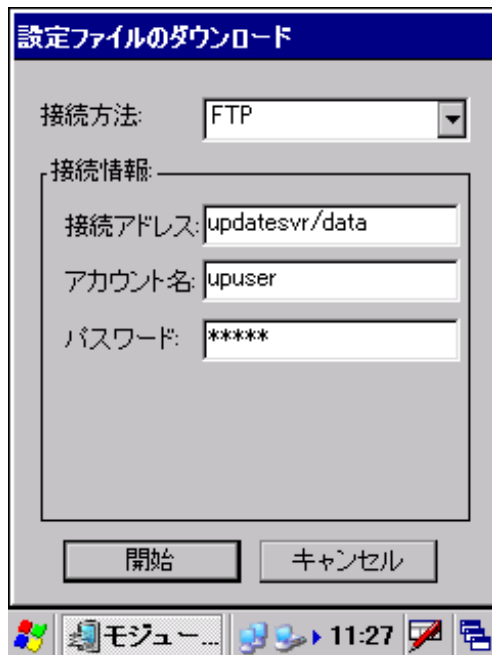 設定ファイルのダウンロード
接続方法: FTP
接続情報:
接続アドレス: updatesvr/data
アカウント名: upuser
パスワード: *****
開始 キャンセル
モジュー... 11:27